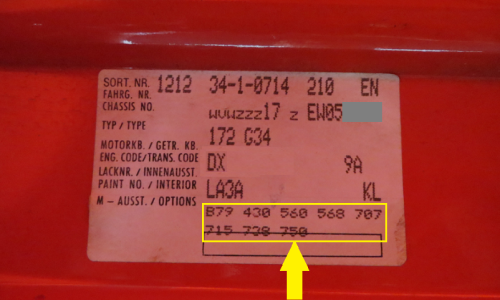 SORT. NR. 1212 34-1-0714 210 EN
FAHRG. NR.
CHASSIS NO. WVWZZZ17 Z EW05
TYP / TYPE 172 G34
MOTORKB. / GETR. KB.
ENG. CODE/TRANS. CODE DX 9A
LACKNR. / INNENAUSST.
PAINT NO. / INTERIOR LA3A KL
M – AUSST. / OPTIONS B79 430 560 568 707
715 738 750